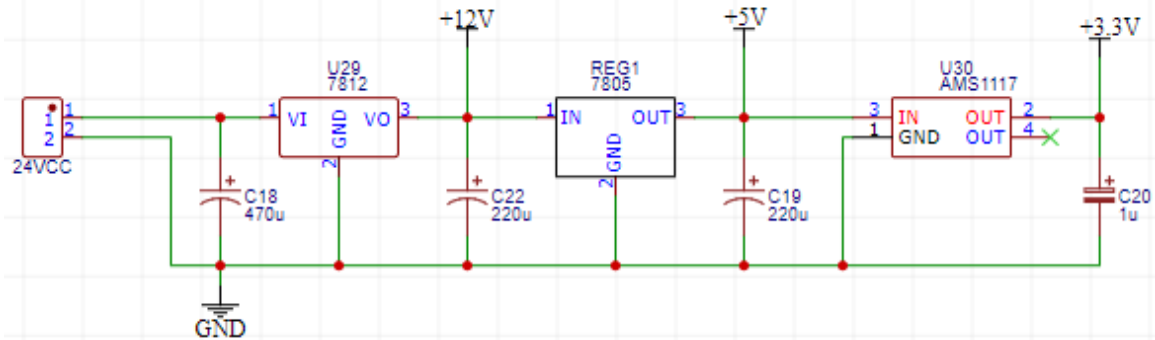 +12V
+5V
+3.3V
U29
7812
REG1
7805
U30
AMS1117
1
2
1
2
24VCC
1
VI
GND
VO
3
2
1
IN
OUT
3
GND
2
3
IN
OUT
2
1
GND
OUT
4
C18
470u
C22
220u
C19
220u
C20
1u
GND